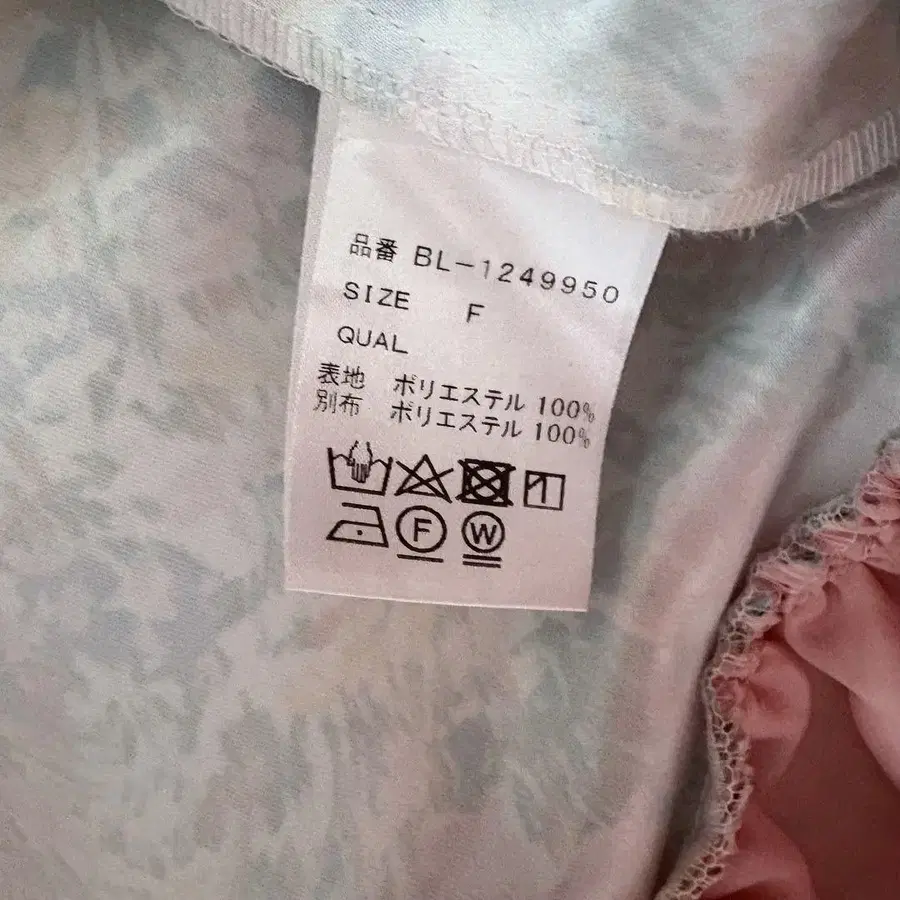 品番 BL-1249950
SIZE F
QUAL
表地 ポリエステル 100%
別布 ポリエステル 100%
F W